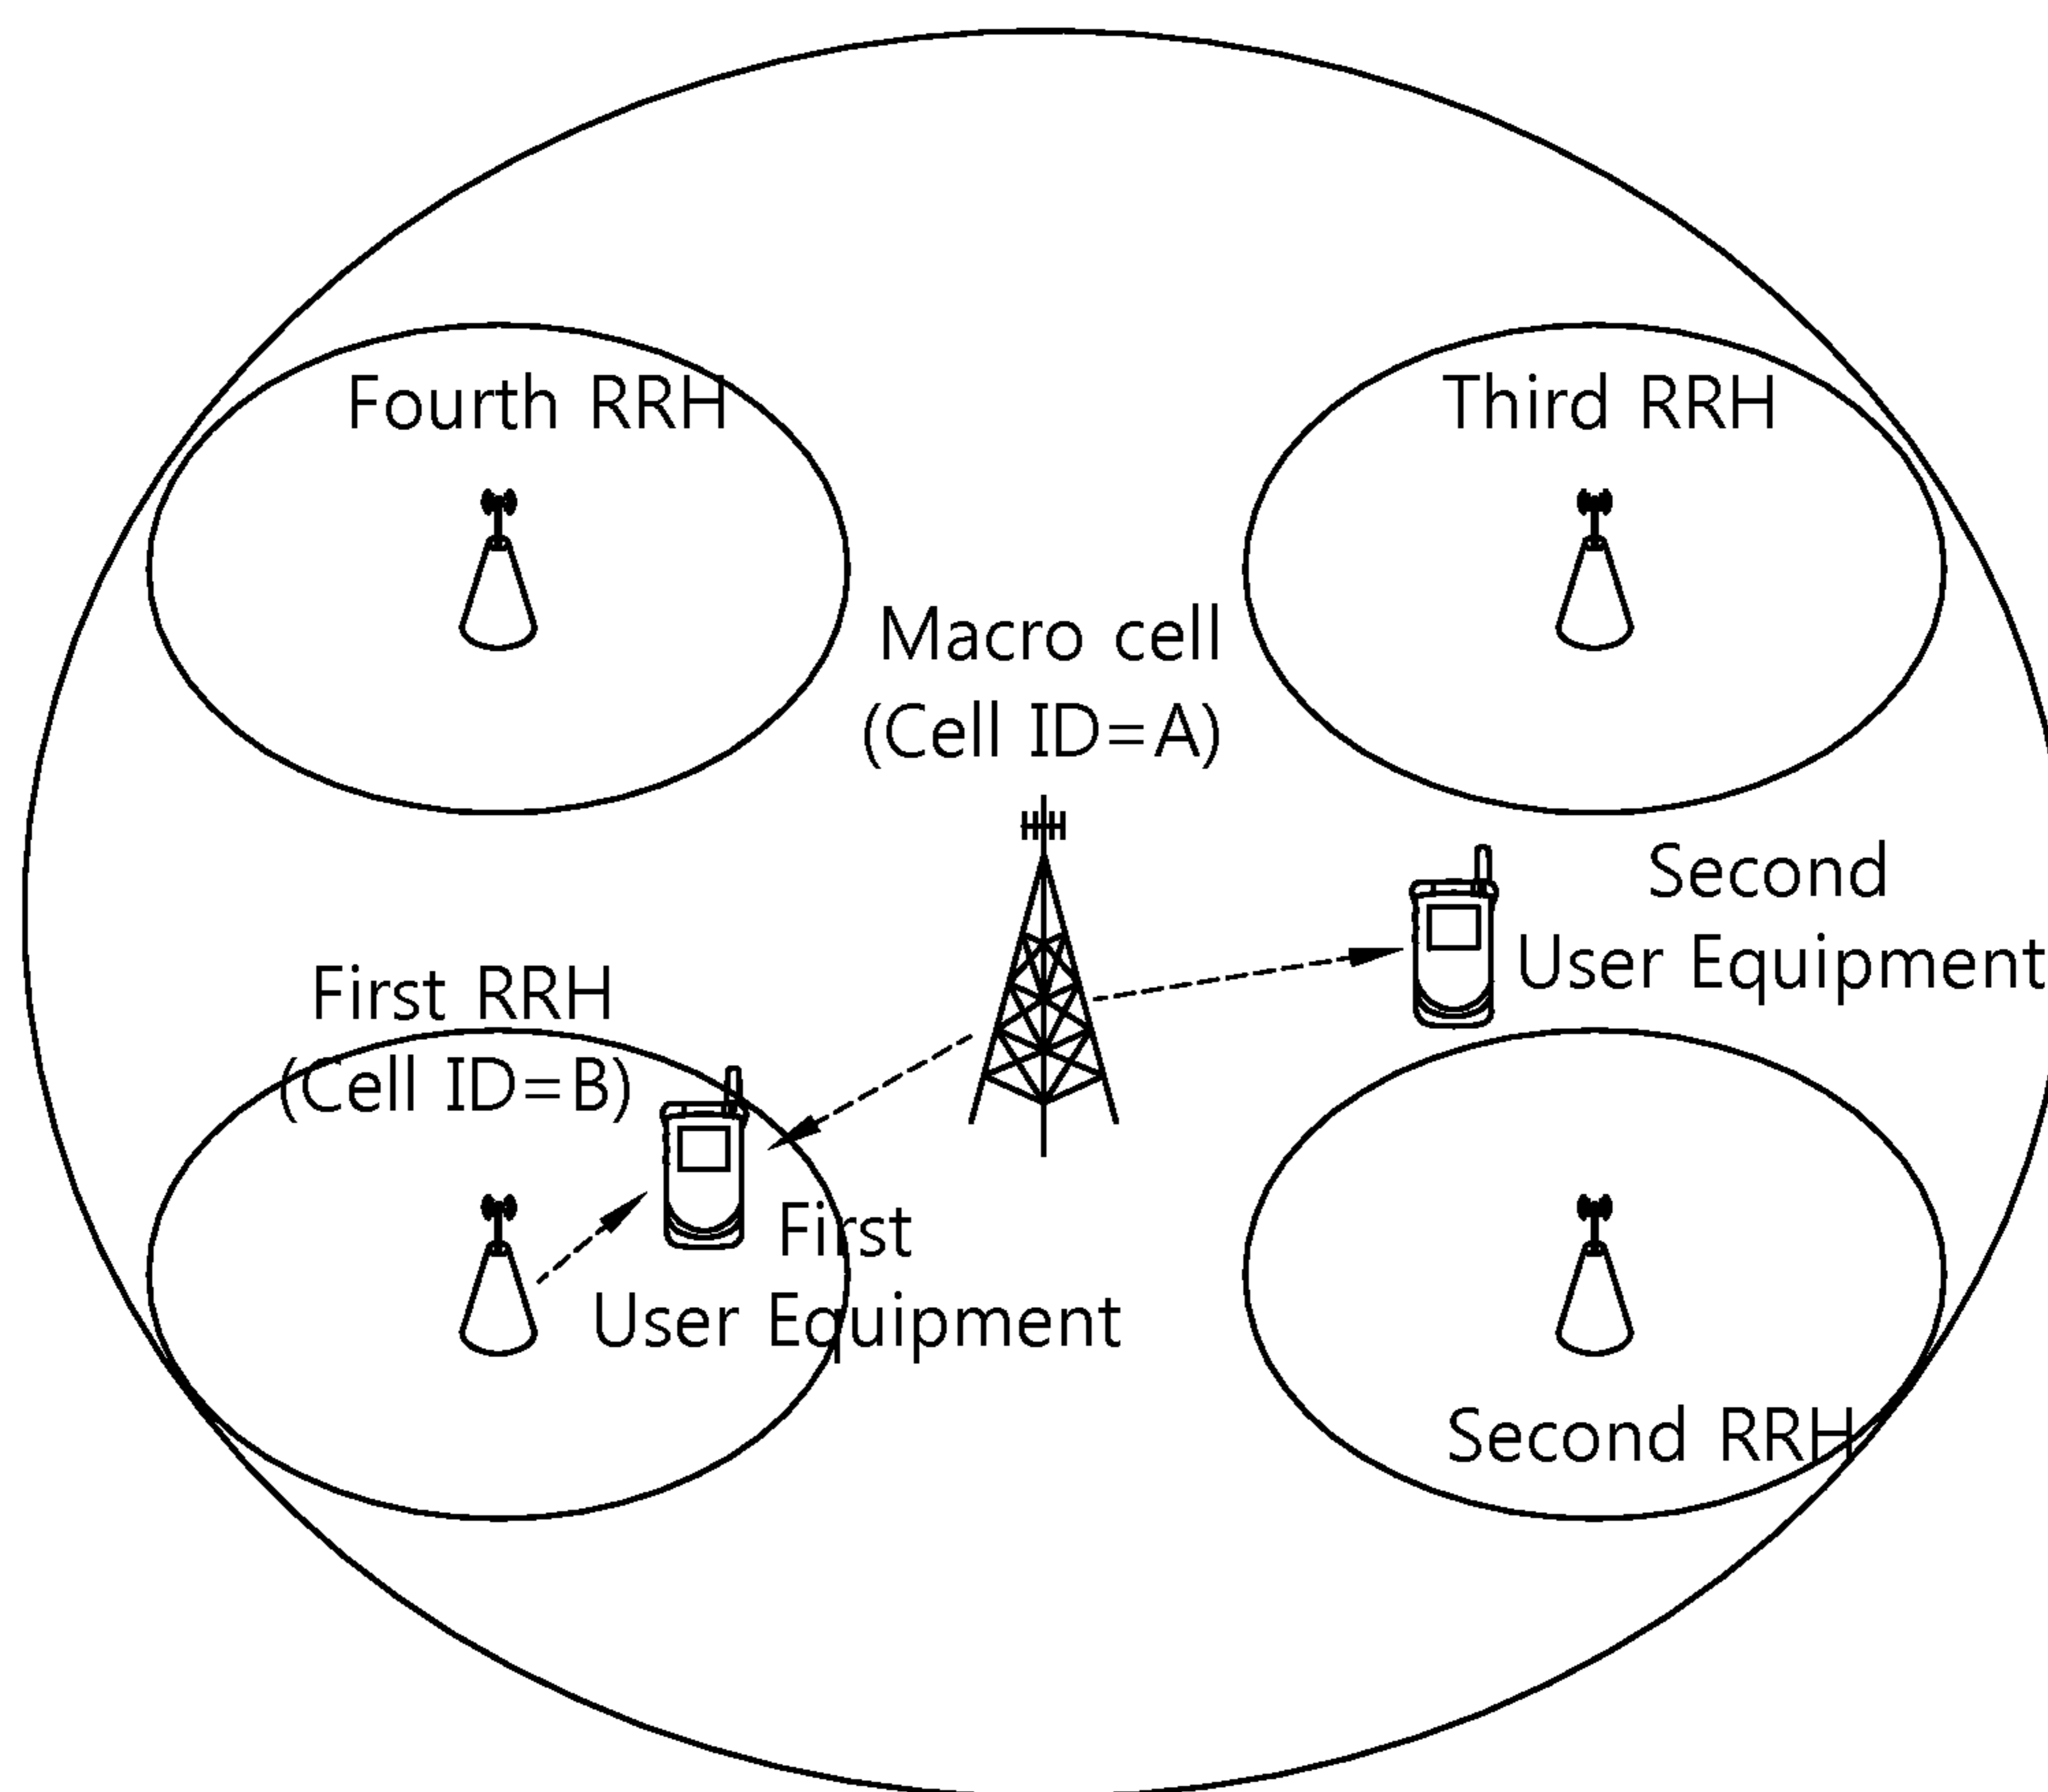 Fourth RRH
Third RRH
Macro cell
(Cell ID=A)
Second
User Equipment
First RRH
(Cell ID=B)
First
User Equipment
Second RRH